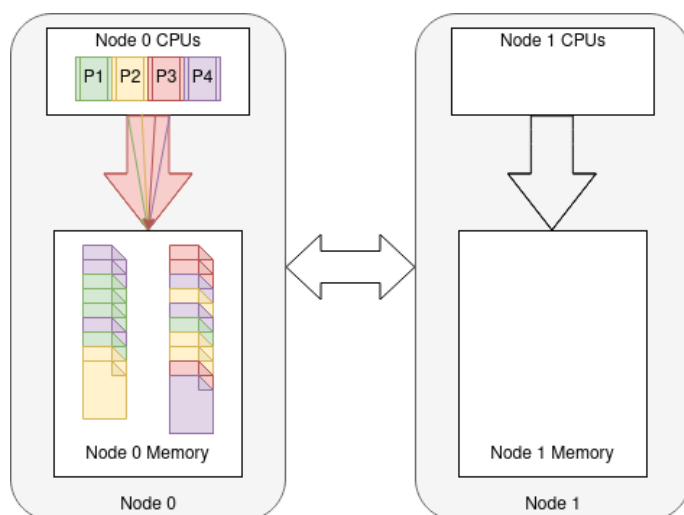 Node 0 CPUs
P1 P2 P3 P4
Node 0 Memory
Node 0
Node 1 CPUs
Node 1 Memory
Node 1